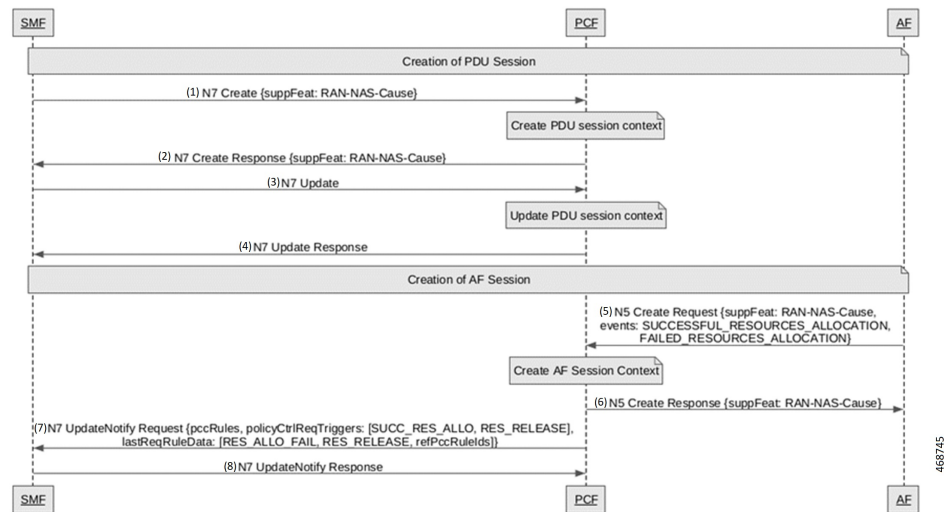 SMF PCF AF
Creation of PDU Session
(1) N7 Create {suppFeat: RAN-NAS-Cause}
Create PDU session context
(2) N7 Create Response {suppFeat: RAN-NAS-Cause}
(3) N7 Update
Update PDU session context
(4) N7 Update Response
Creation of AF Session
(5) N5 Create Request {suppFeat: RAN-NAS-Cause,
events: SUCCESSFUL_RESOURCES_ALLOCATION,
FAILED_RESOURCES_ALLOCATION}
Create AF Session Context
(6) N5 Create Response {suppFeat: RAN-NAS-Cause}
(7) N7 UpdateNotify Request {pccRules, policyCtrlReqTriggers: [SUCC_RES_ALLO, RES_RELEASE],
lastReqRuleData: [RES_ALLO_FAIL, RES_RELEASE, refPccRuleIds]}
(8) N7 UpdateNotify Response
SMF PCF AF
468745